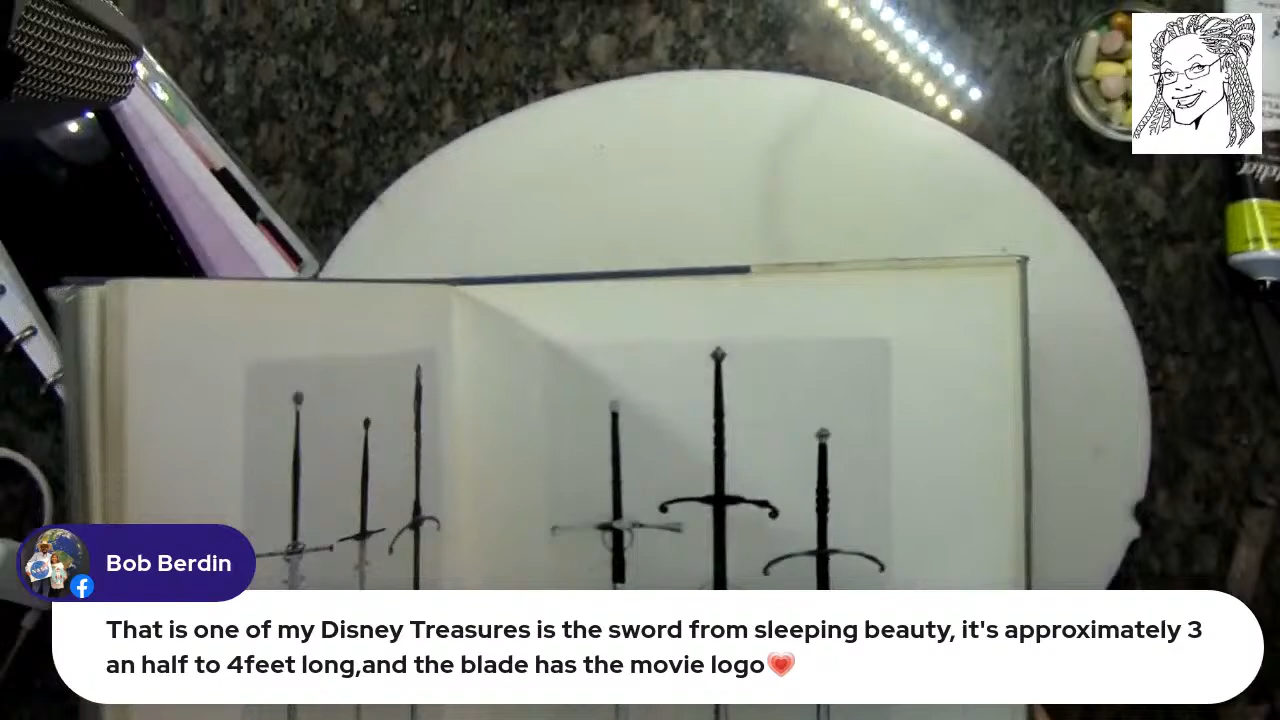 Bob Berdin
That is one of my Disney Treasures is the sword from sleeping beauty, it's approximately 3
an half to 4feet long,and the blade has the movie logo💗